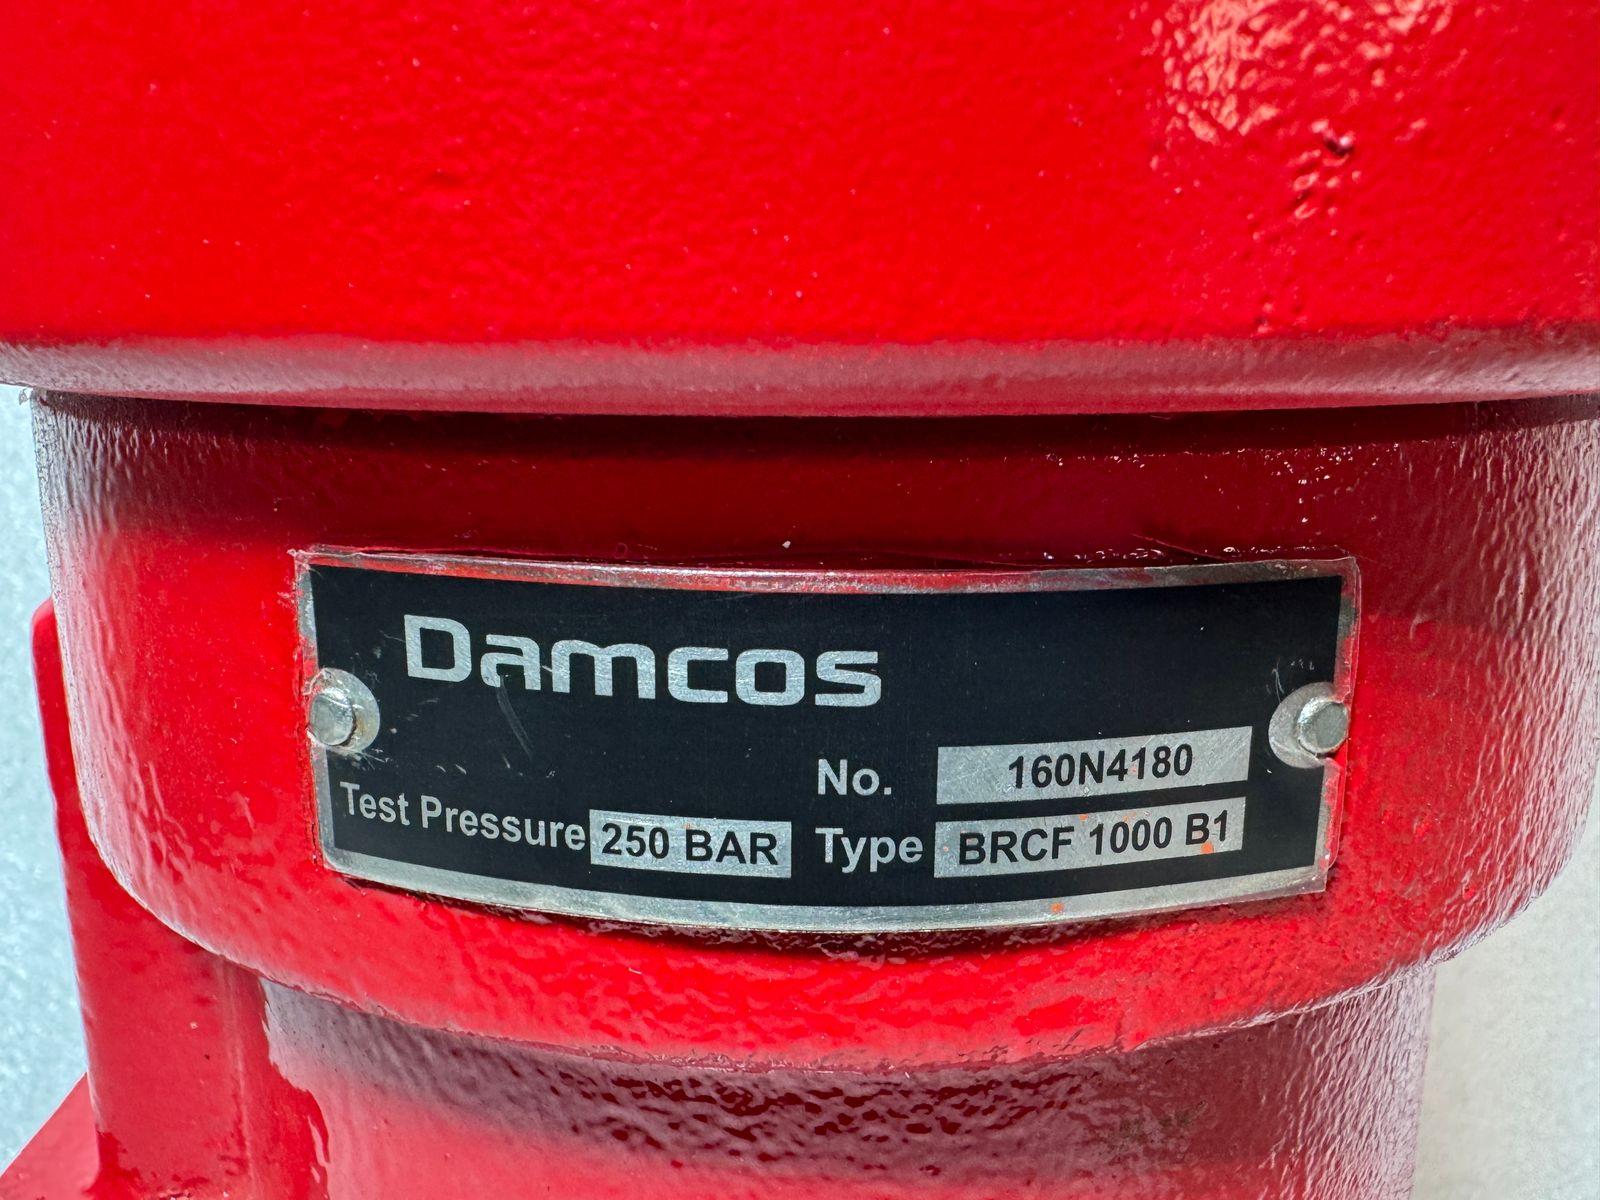 Damcos
No. 160N4180
Test Pressure 250 BAR Type BRCF 1000 B1